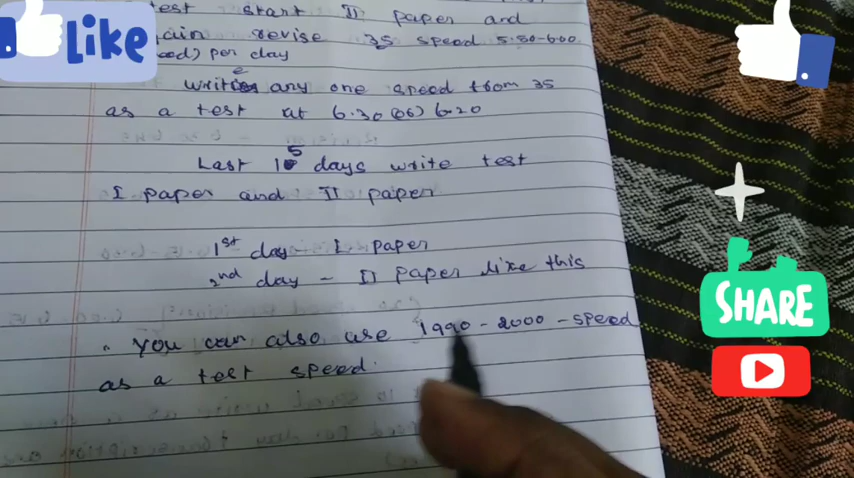 test start II paper and
revise 35 speed 5.50-6.00
per day
write any one speed from 35
as a test at 6.30 (or) 6.20
Last 15 days write test
I paper and II paper
1st day - I paper
2nd day - II paper like this
You can also use 1990-2000 - speed
as a test speed.
Like
SHARE